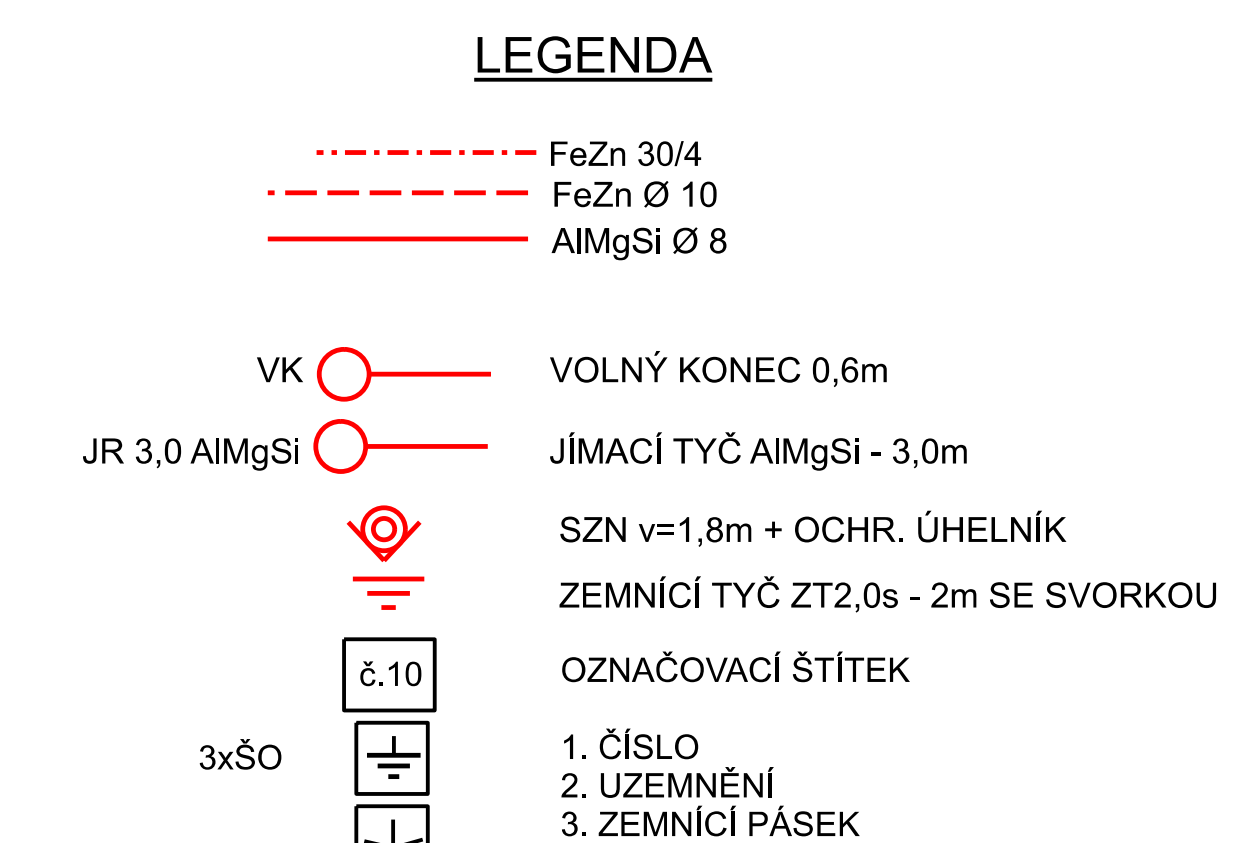 LEGENDA
FeZn 30/4
FeZn Ø 10
AlMgSi Ø 8
VK VOLNÝ KONEC 0,6m
JR 3,0 AlMgSi JÍMACÍ TYČ AlMgSi - 3,0m
SZN v=1,8m + OCHR. ÚHELNÍK
ZEMNÍCÍ TYČ ZT2,0s - 2m SE SVORKOU
č.10 OZNAČOVACÍ ŠTÍTEK
3xŠO 1. ČÍSLO
2. UZEMNĚNÍ
3. ZEMNÍCÍ PÁSEK